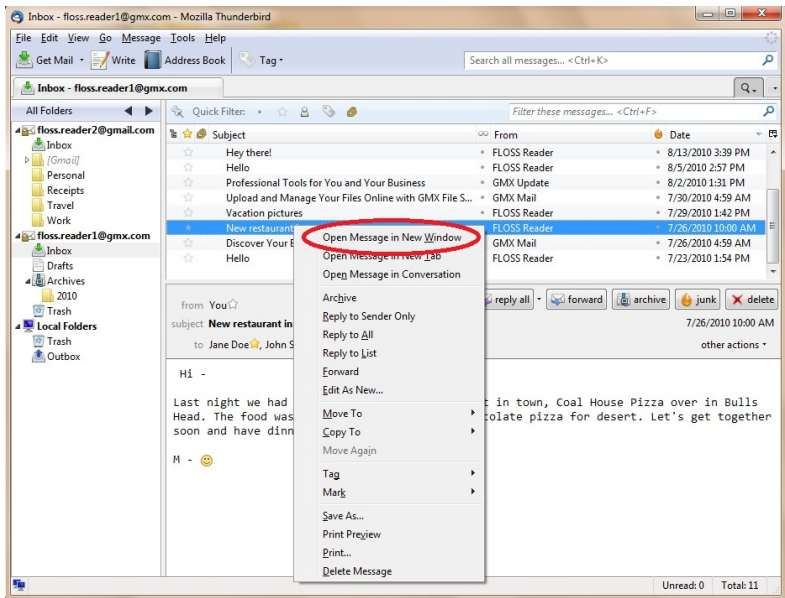 Inbox - floss.reader1@gmx.com - Mozilla Thunderbird
File Edit View Go Message Tools Help
Get Mail Write Address Book Tag Search all messages... <Ctrl+K>
Inbox - floss.reader1@gmx.com
All Folders Quick Filter: Filter these messages... <Ctrl+F>
Subject From Date
floss.reader2@gmail.com
Inbox
[Gmail]
Personal
Receipts
Travel
Work
floss.reader1@gmx.com
Inbox
Drafts
Archives
2010
Trash
Local Folders
Trash
Outbox
Hey there! FLOSS Reader 8/13/2010 3:39 PM
Hello FLOSS Reader 8/5/2010 2:57 PM
Professional Tools for You and Your Business GMX Update 8/2/2010 1:31 PM
Upload and Manage Your Files Online with GMX File S... GMX Mail 7/30/2010 4:59 AM
Vacation pictures FLOSS Reader 7/29/2010 1:42 PM
New restaurant FLOSS Reader 7/26/2010 10:00 AM
Discover Your GMX Mail 7/26/2010 4:59 AM
Hello FLOSS Reader 7/23/2010 1:54 PM
Open Message in New Window
Open Message in New Tab
Open Message in Conversation
Archive
Reply to Sender Only
Reply to All
Reply to List
Forward
Edit As New...
Move To
Copy To
Move Again
Tag
Mark
Save As...
Print Preview
Print...
Delete Message
from You reply all forward archive junk delete
subject New restaurant in 7/26/2010 10:00 AM
to Jane Doe, John S other actions
Hi -
Last night we had t in town, Coal House Pizza over in Bulls
Head. The food was colate pizza for desert. Let's get together
soon and have dinn
M -
Unread: 0 Total: 11